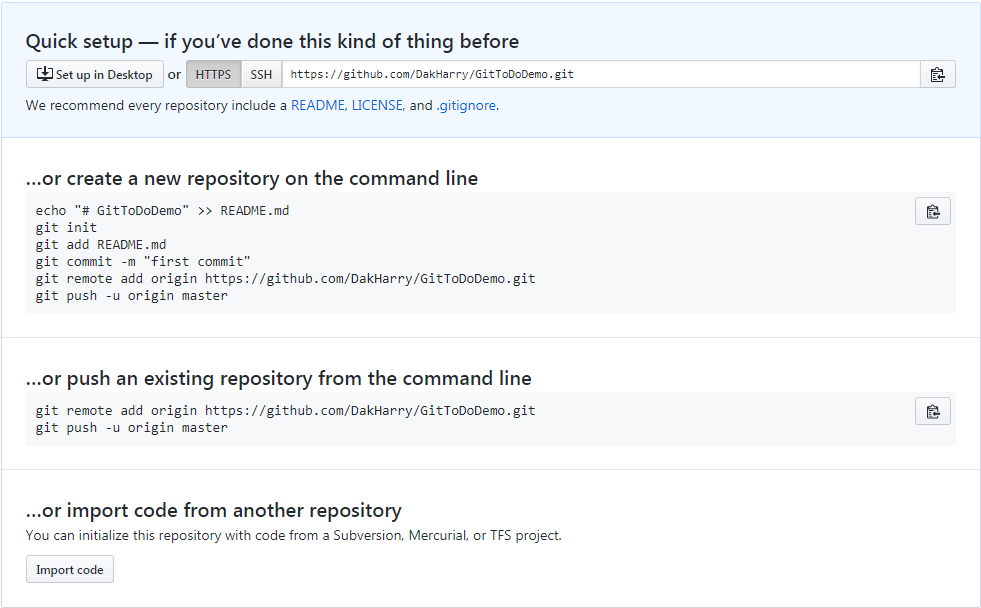 Quick setup — if you’ve done this kind of thing before
Set up in Desktop or HTTPS SSH https://github.com/DakHarry/GitToDoDemo.git
We recommend every repository include a README, LICENSE, and .gitignore.
…or create a new repository on the command line
echo "# GitToDoDemo" >> README.md
git init
git add README.md
git commit -m "first commit"
git remote add origin https://github.com/DakHarry/GitToDoDemo.git
git push -u origin master
…or push an existing repository from the command line
git remote add origin https://github.com/DakHarry/GitToDoDemo.git
git push -u origin master
…or import code from another repository
You can initialize this repository with code from a Subversion, Mercurial, or TFS project.
Import code